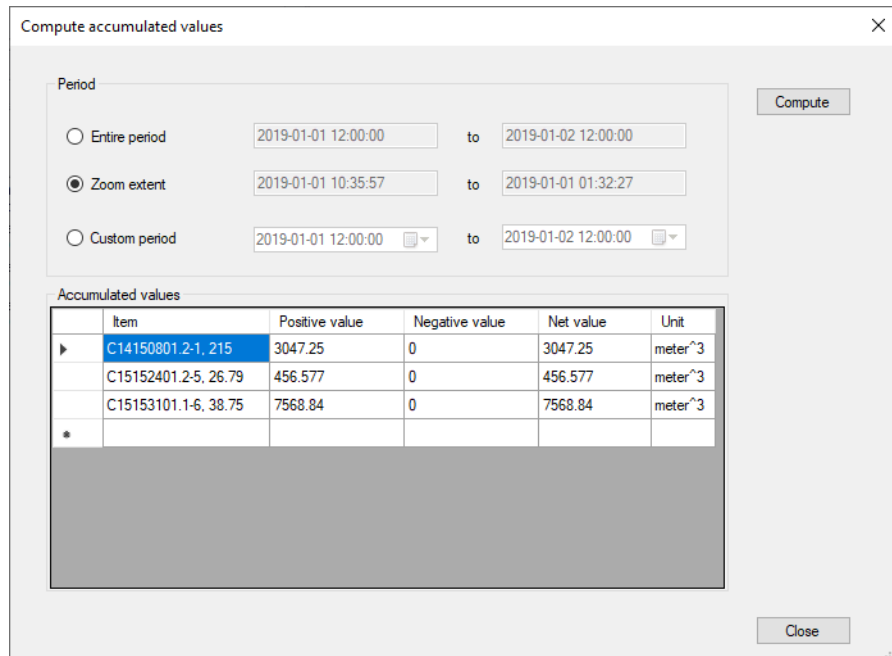 Compute accumulated values
Period
Compute
Entire period 2019-01-01 12:00:00 to 2019-01-02 12:00:00
Zoom extent 2019-01-01 10:35:57 to 2019-01-01 01:32:27
Custom period 2019-01-01 12:00:00 to 2019-01-02 12:00:00
Accumulated values
Item Positive value Negative value Net value Unit
C14150801.2-1, 215 3047.25 0 3047.25 meter^3
C15152401.2-5, 26.79 456.577 0 456.577 meter^3
C15153101.1-6, 38.75 7568.84 0 7568.84 meter^3
Close